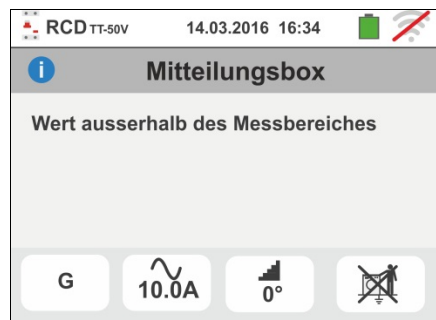 RCD TT-50V 14.03.2016 16:34
i Mitteilungsbox
Wert ausserhalb des Messbereiches
G 10.0A 0°